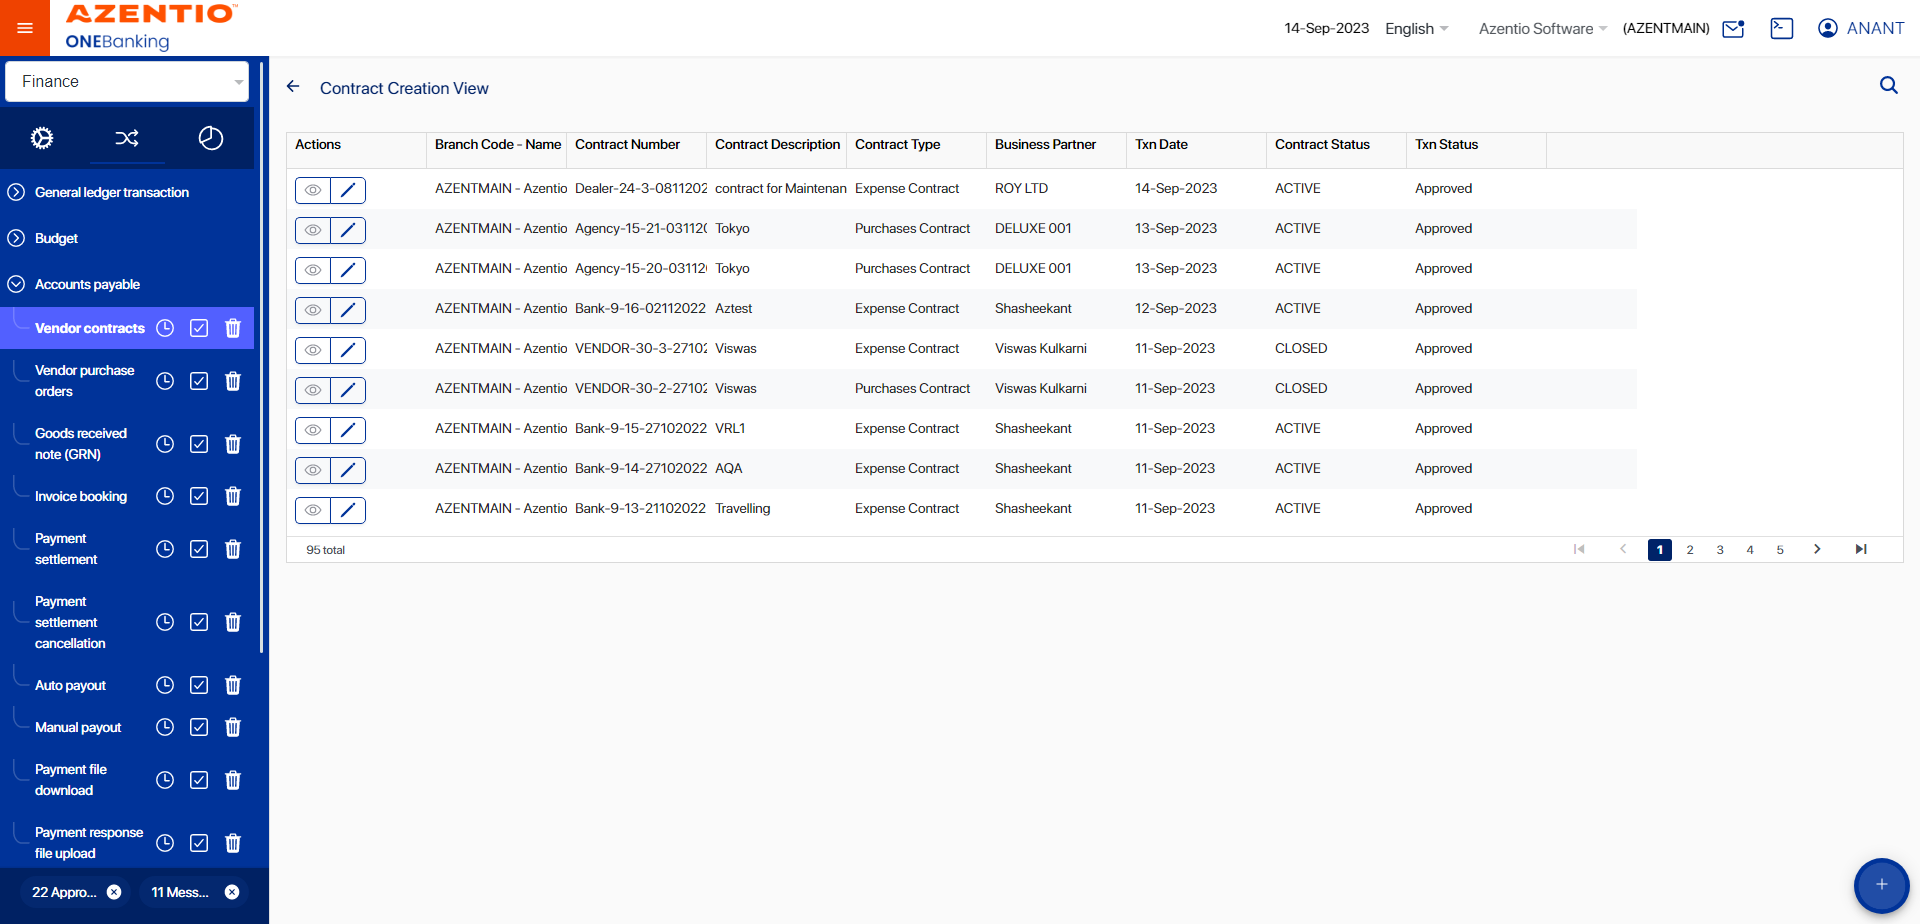 AZENTIO™
ONEBanking
14-Sep-2023 English Azentio Software (AZENTMAIN) ANANT
Finance
General ledger transaction
Budget
Accounts payable
Vendor contracts
Vendor purchase
orders
Goods received
note (GRN)
Invoice booking
Payment
settlement
Payment
settlement
cancellation
Auto payout
Manual payout
Payment file
download
Payment response
file upload
22 Appro... 11 Mess...
Contract Creation View
Actions Branch Code - Name Contract Number Contract Description Contract Type Business Partner Txn Date Contract Status Txn Status
AZENTMAIN - Azentio Dealer-24-3-0811202 contract for Maintenan Expense Contract ROY LTD 14-Sep-2023 ACTIVE Approved
AZENTMAIN - Azentio Agency-15-21-031120 Tokyo Purchases Contract DELUXE 001 13-Sep-2023 ACTIVE Approved
AZENTMAIN - Azentio Agency-15-20-03112 Tokyo Purchases Contract DELUXE 001 13-Sep-2023 ACTIVE Approved
AZENTMAIN - Azentio Bank-9-16-02112022 Aztest Expense Contract Shasheekant 12-Sep-2023 ACTIVE Approved
AZENTMAIN - Azentio VENDOR-30-3-27102 Viswas Expense Contract Viswas Kulkarni 11-Sep-2023 CLOSED Approved
AZENTMAIN - Azentio VENDOR-30-2-27102 Viswas Purchases Contract Viswas Kulkarni 11-Sep-2023 CLOSED Approved
AZENTMAIN - Azentio Bank-9-15-27102022 VRL1 Expense Contract Shasheekant 11-Sep-2023 ACTIVE Approved
AZENTMAIN - Azentio Bank-9-14-27102022 AQA Expense Contract Shasheekant 11-Sep-2023 ACTIVE Approved
AZENTMAIN - Azentio Bank-9-13-21102022 Travelling Expense Contract Shasheekant 11-Sep-2023 ACTIVE Approved
95 total 1 2 3 4 5